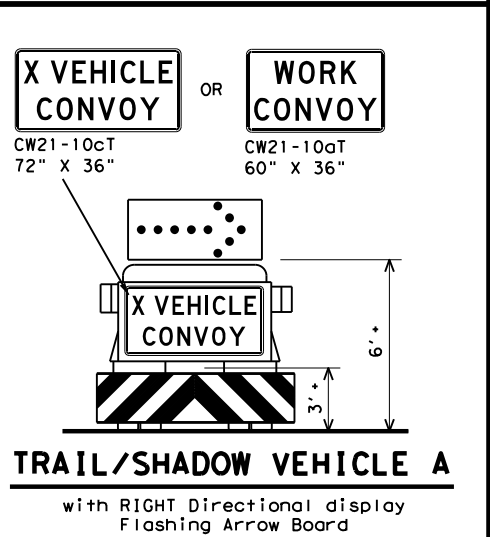 X VEHICLE
CONVOY
OR
WORK
CONVOY
CW21-10cT
72" X 36"
CW21-10aT
60" X 36"
X VEHICLE
CONVOY
6' +
3' +
TRAIL/SHADOW VEHICLE A
with RIGHT Directional display
Flashing Arrow Board